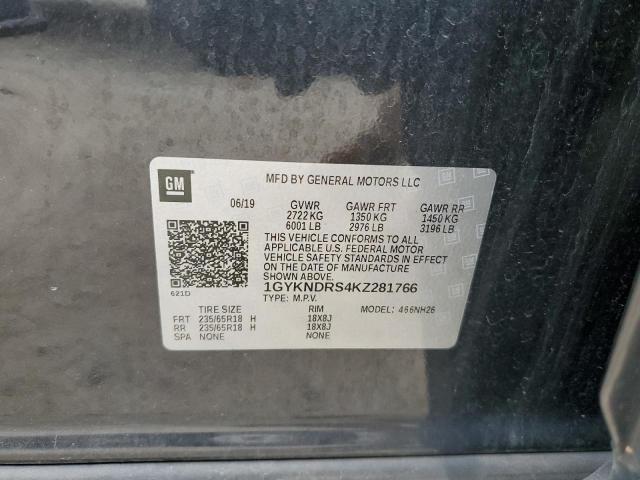 GM
MFD BY GENERAL MOTORS LLC
06/19 GVWR GAWR FRT GAWR RR
2722 KG 1350 KG 1450 KG
6001 LB 2976 LB 3196 LB
THIS VEHICLE CONFORMS TO ALL
APPLICABLE U.S. FEDERAL MOTOR
VEHICLE SAFETY STANDARDS IN EFFECT
ON THE DATE OF MANUFACTURE
SHOWN ABOVE.
1GYKNDRS4KZ281766
621D TYPE: M.P.V. MODEL: 466NH26
TIRE SIZE RIM
FRT 235/65R18 H 18X8J
RR 235/65R18 H 18X8J
SPA NONE NONE